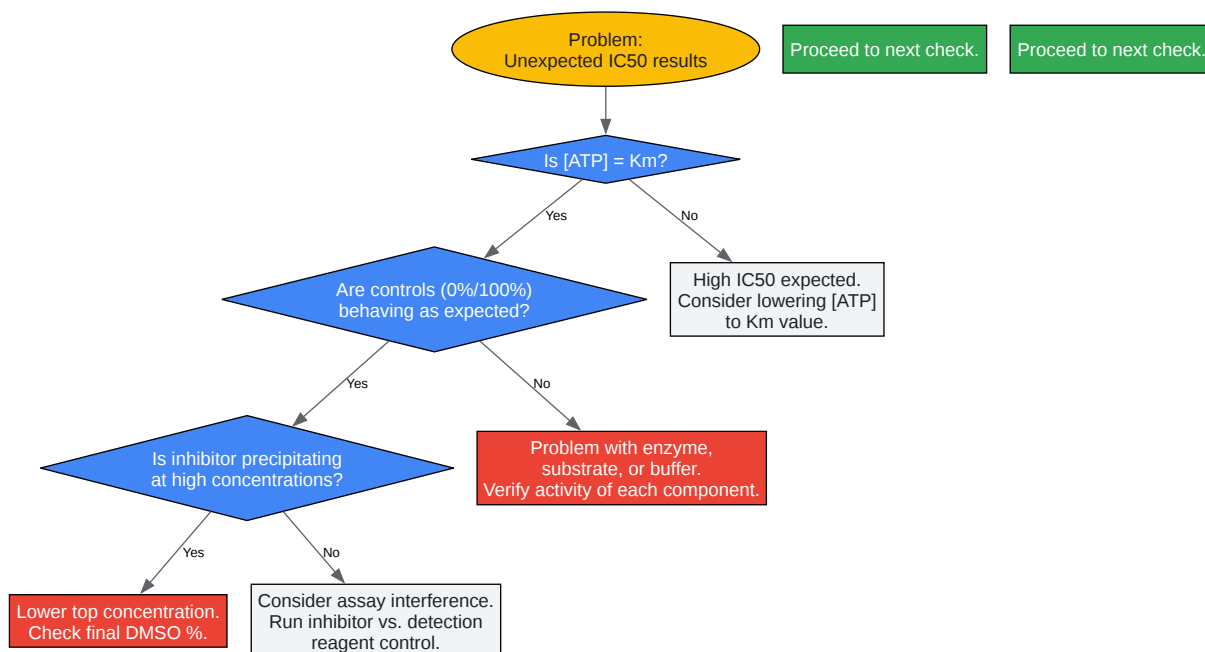 Problem:
Unexpected IC50 results
Proceed to next check.
Proceed to next check.
Is [ATP] = Km?
Yes
No
Are controls (0%/100%)
behaving as expected?
High IC50 expected.
Consider lowering [ATP]
to Km value.
Yes
No
Is inhibitor precipitating
at high concentrations?
Problem with enzyme,
substrate, or buffer.
Verify activity of each component.
Yes
No
Lower top concentration.
Check final DMSO %.
Consider assay interference.
Run inhibitor vs. detection
reagent control.